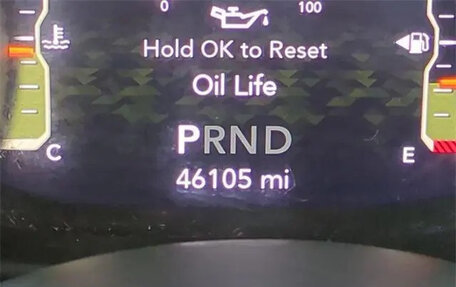 0 100
Hold OK to Reset
Oil Life
PRND
C E
46105 mi